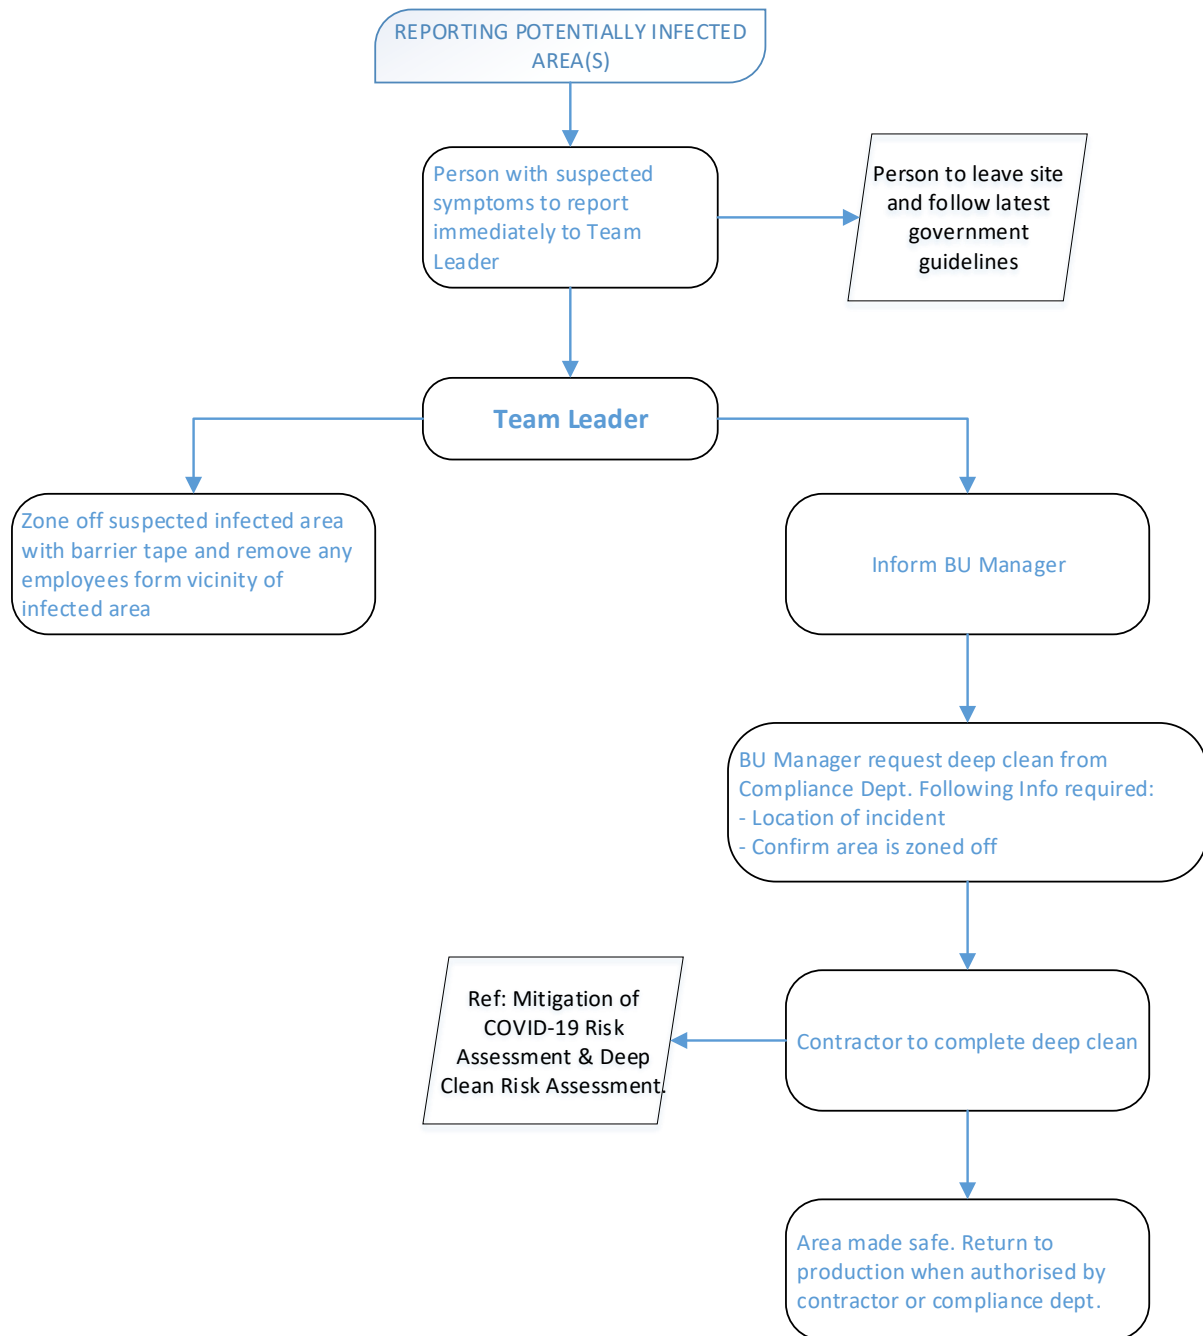 REPORTING POTENTIALLY INFECTED
AREA(S)
Person with suspected
symptoms to report
immediately to Team
Leader
Person to leave site
and follow latest
government
guidelines
Team Leader
Zone off suspected infected area
with barrier tape and remove any
employees form vicinity of
infected area
Inform BU Manager
BU Manager request deep clean from
Compliance Dept. Following Info required:
- Location of incident
- Confirm area is zoned off
Ref: Mitigation of
COVID-19 Risk
Assessment & Deep
Clean Risk Assessment.
Contractor to complete deep clean
Area made safe. Return to
production when authorised by
contractor or compliance dept.